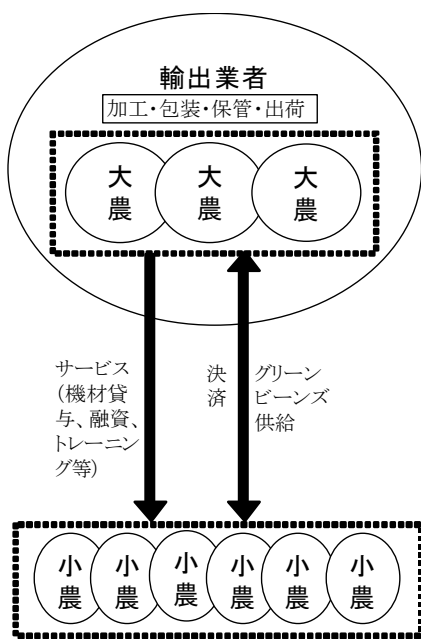 輸出業者
加工・包装・保管・出荷
大農 大農 大農
サービス
(機材貸
与、融資、
トレーニン
グ等)
決済
グリーン
ビーンズ
供給
小農 小農 小農 小農 小農 小農